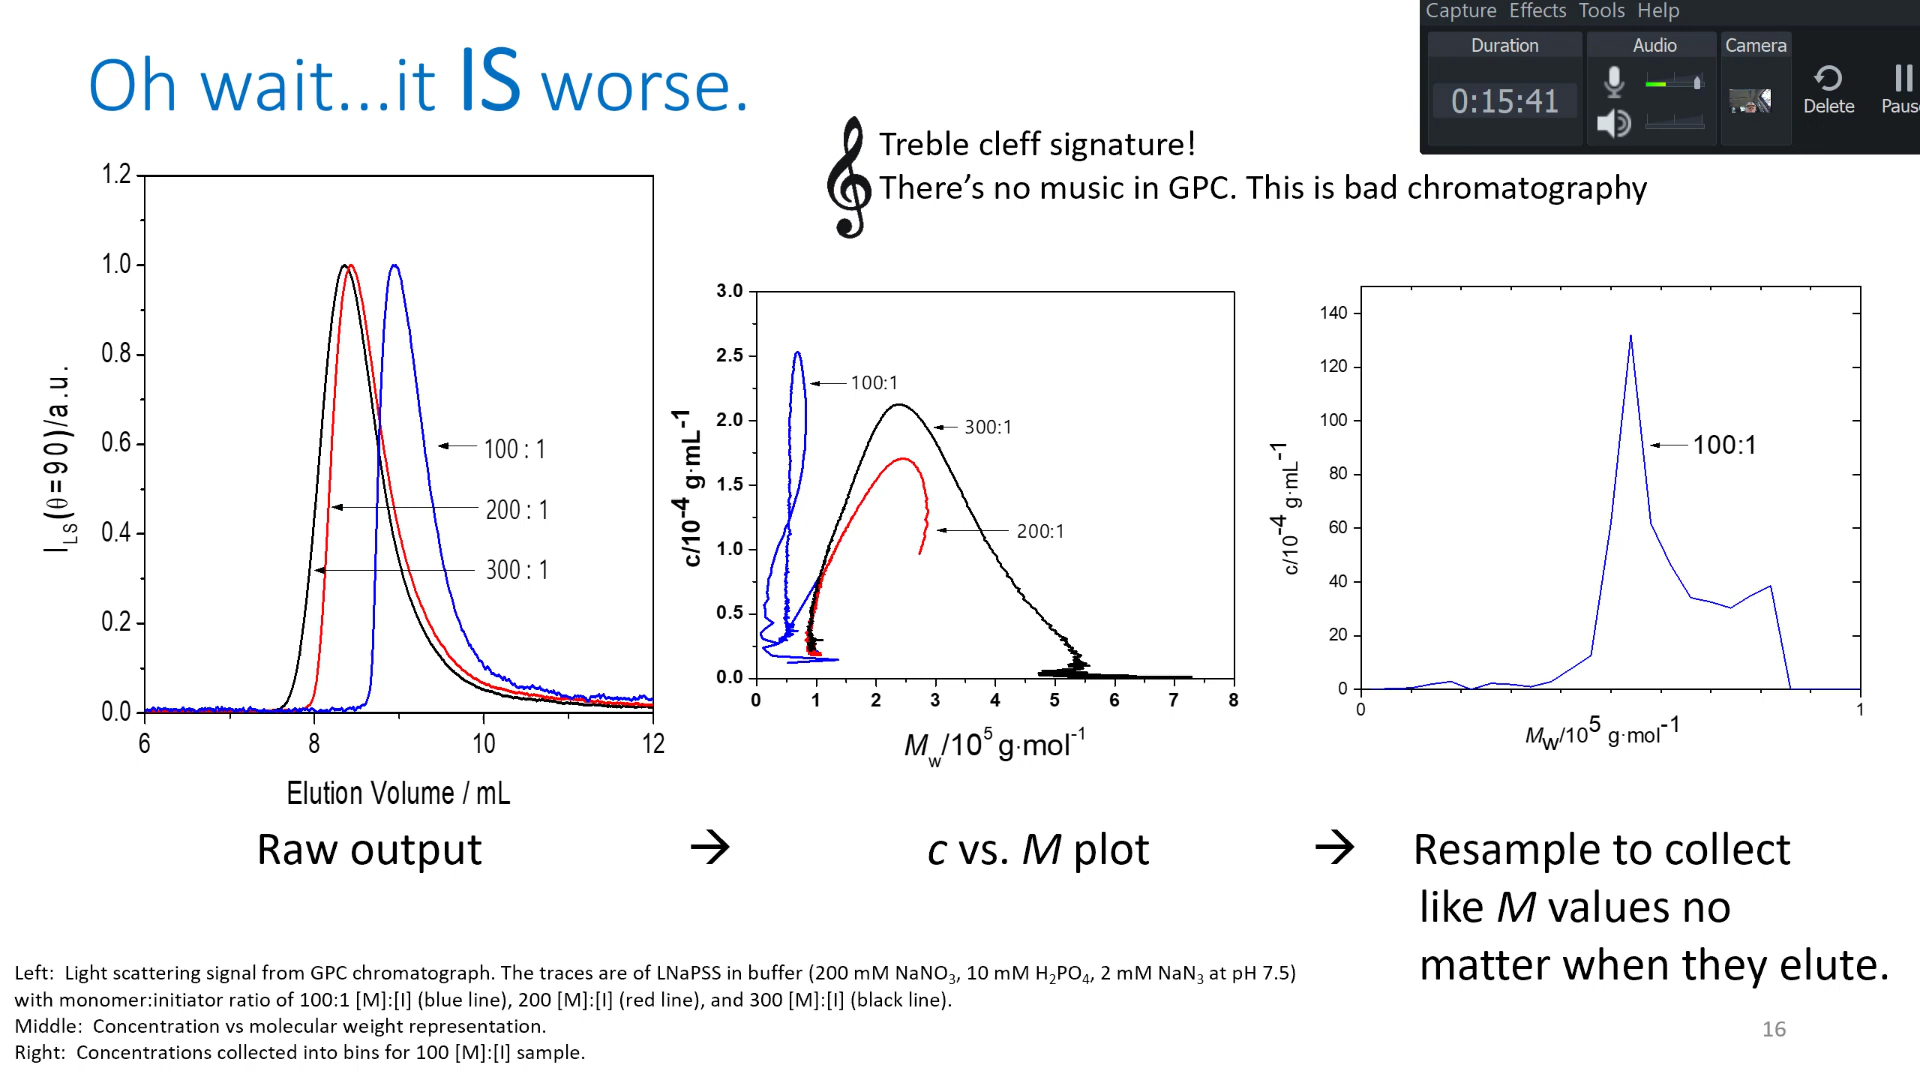 Capture Effects Tools Help
Duration
Audio
Camera
0:15:41
Delete
Paus
Oh wait...it IS worse.
Treble cleff signature!
There's no music in GPC. This is bad chromatography
1.2
1.0
0.8
0.6
0.4
0.2
0.0
I_LS(θ=90)/a.u.
100 : 1
200 : 1
300 : 1
6 8 10 12
Elution Volume / mL
3.0
2.5
2.0
1.5
1.0
0.5
0.0
c/10⁻⁴ g·mL⁻¹
100:1
300:1
200:1
0 1 2 3 4 5 6 7 8
M_w/10⁵ g·mol⁻¹
140
120
100
80
60
40
20
0
c/10⁻⁴ g·mL⁻¹
100:1
0 1
M_W/10⁵ g·mol⁻¹
Raw output → c vs. M plot → Resample to collect
like M values no
matter when they elute.
Left: Light scattering signal from GPC chromatograph. The traces are of LNaPSS in buffer (200 mM NaNO₃, 10 mM H₂PO₄, 2 mM NaN₃ at pH 7.5)
with monomer:initiator ratio of 100:1 [M]:[I] (blue line), 200 [M]:[I] (red line), and 300 [M]:[I] (black line).
Middle: Concentration vs molecular weight representation.
Right: Concentrations collected into bins for 100 [M]:[I] sample.
16